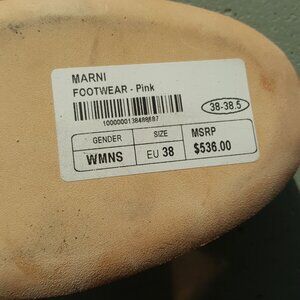 MARNI
FOOTWEAR - Pink
38-38.5
GENDER SIZE MSRP
WMNS EU 38 $536.00